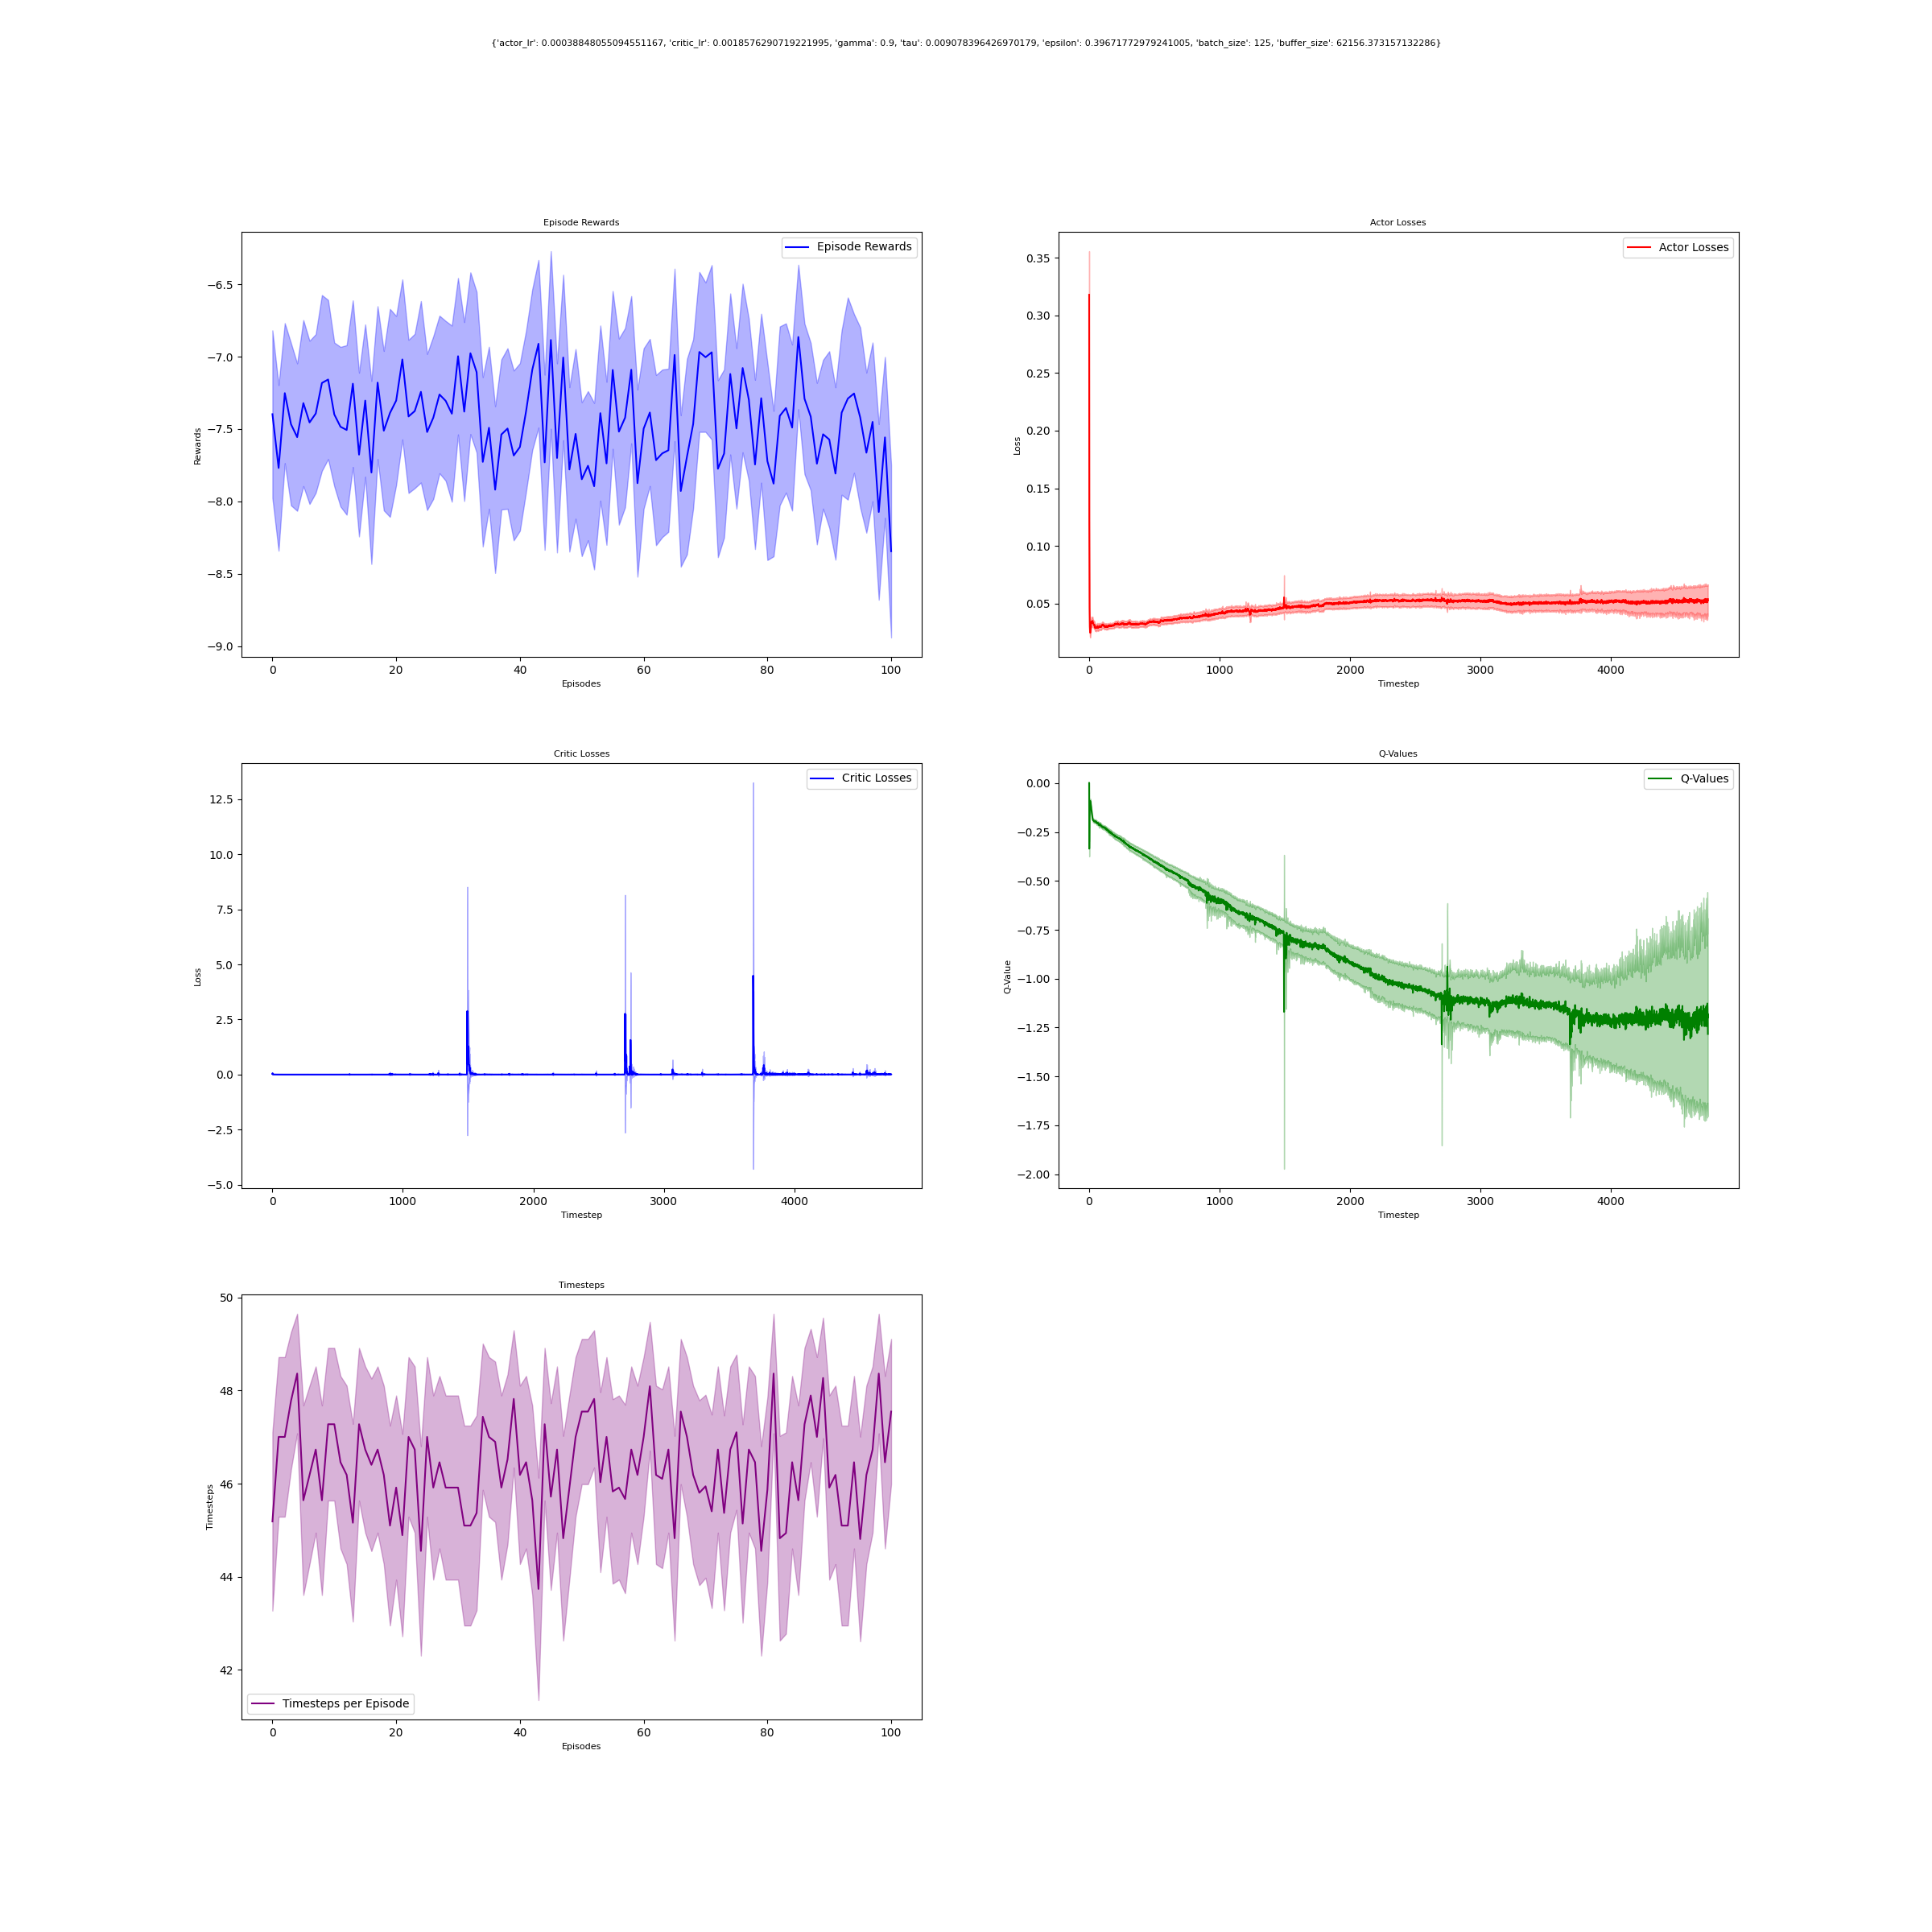 {'actor_lr': 0.00038848055094551167, 'critic_lr': 0.0018576290719221995, 'gamma': 0.9, 'tau': 0.009078396426970179, 'epsilon': 0.39671772979241005, 'batch_size': 125, 'buffer_size': 62156.373157132286}
Episode Rewards
Episode Rewards
−6.5
−7.0
−7.5
−8.0
−8.5
−9.0
Rewards
0 20 40 60 80 100
Episodes
Actor Losses
Actor Losses
0.35
0.30
0.25
0.20
0.15
0.10
0.05
Loss
0 1000 2000 3000 4000
Timestep
Critic Losses
Critic Losses
12.5
10.0
7.5
5.0
2.5
0.0
−2.5
−5.0
Loss
0 1000 2000 3000 4000
Timestep
Q-Values
Q-Values
0.00
−0.25
−0.50
−0.75
−1.00
−1.25
−1.50
−1.75
−2.00
Q-Value
0 1000 2000 3000 4000
Timestep
Timesteps
50
48
46
44
42
Timesteps
Timesteps per Episode
0 20 40 60 80 100
Episodes